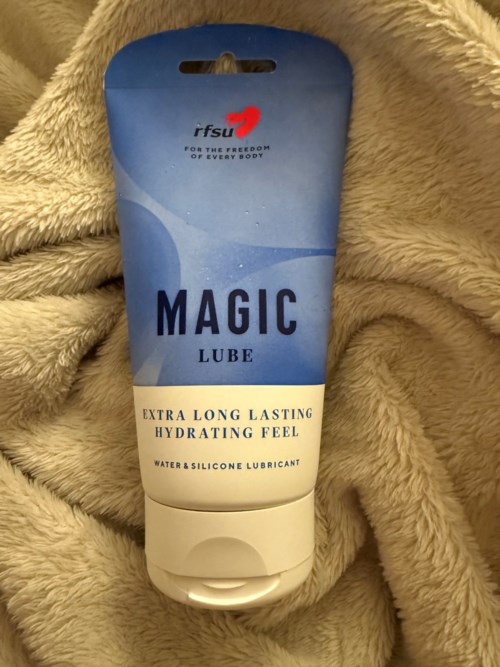 rfsu
FOR THE FREEDOM
OF EVERY BODY
MAGIC
LUBE
EXTRA LONG LASTING
HYDRATING FEEL
WATER & SILICONE LUBRICANT